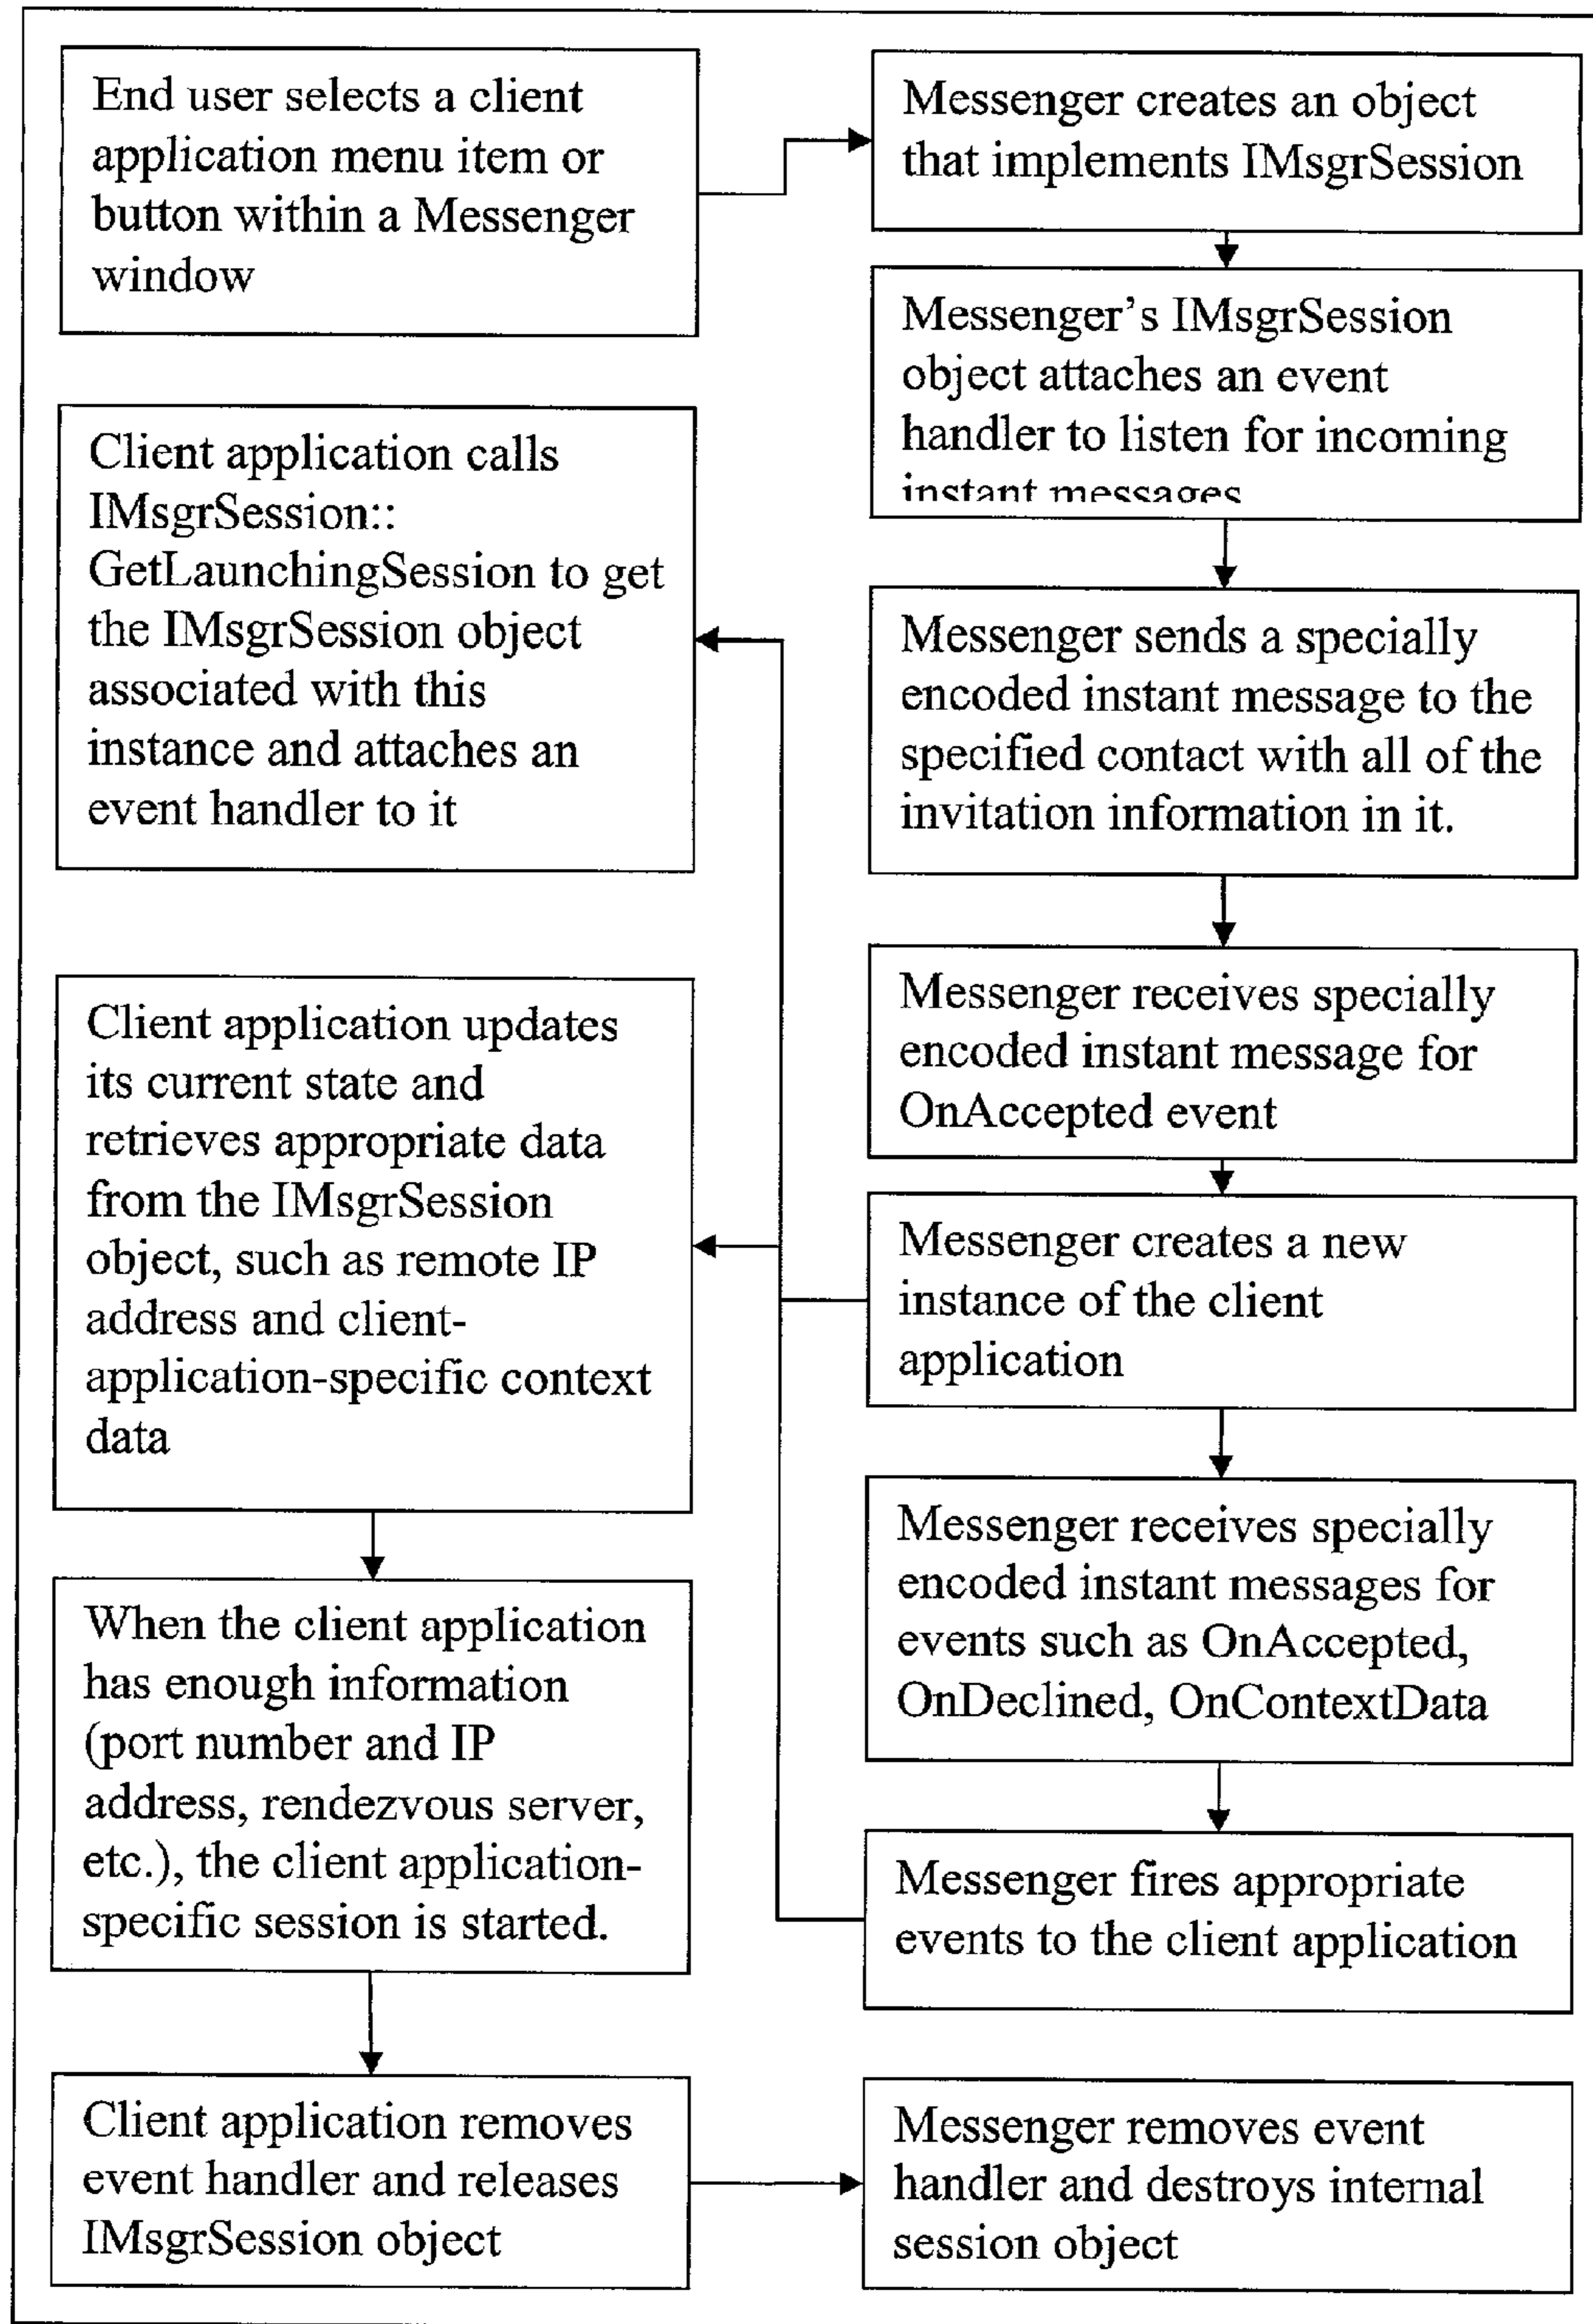 End user selects a client
application menu item or
button within a Messenger
window
Messenger creates an object
that implements IMsgrSession
Messenger's IMsgrSession
object attaches an event
handler to listen for incoming
instant messages
Client application calls
IMsgrSession::
GetLaunchingSession to get
the IMsgrSession object
associated with this
instance and attaches an
event handler to it
Messenger sends a specially
encoded instant message to the
specified contact with all of the
invitation information in it.
Messenger receives specially
encoded instant message for
OnAccepted event
Client application updates
its current state and
retrieves appropriate data
from the IMsgrSession
object, such as remote IP
address and client-
application-specific context
data
Messenger creates a new
instance of the client
application
Messenger receives specially
encoded instant messages for
events such as OnAccepted,
OnDeclined, OnContextData
When the client application
has enough information
(port number and IP
address, rendezvous server,
etc.), the client application-
specific session is started.
Messenger fires appropriate
events to the client application
Client application removes
event handler and releases
IMsgrSession object
Messenger removes event
handler and destroys internal
session object